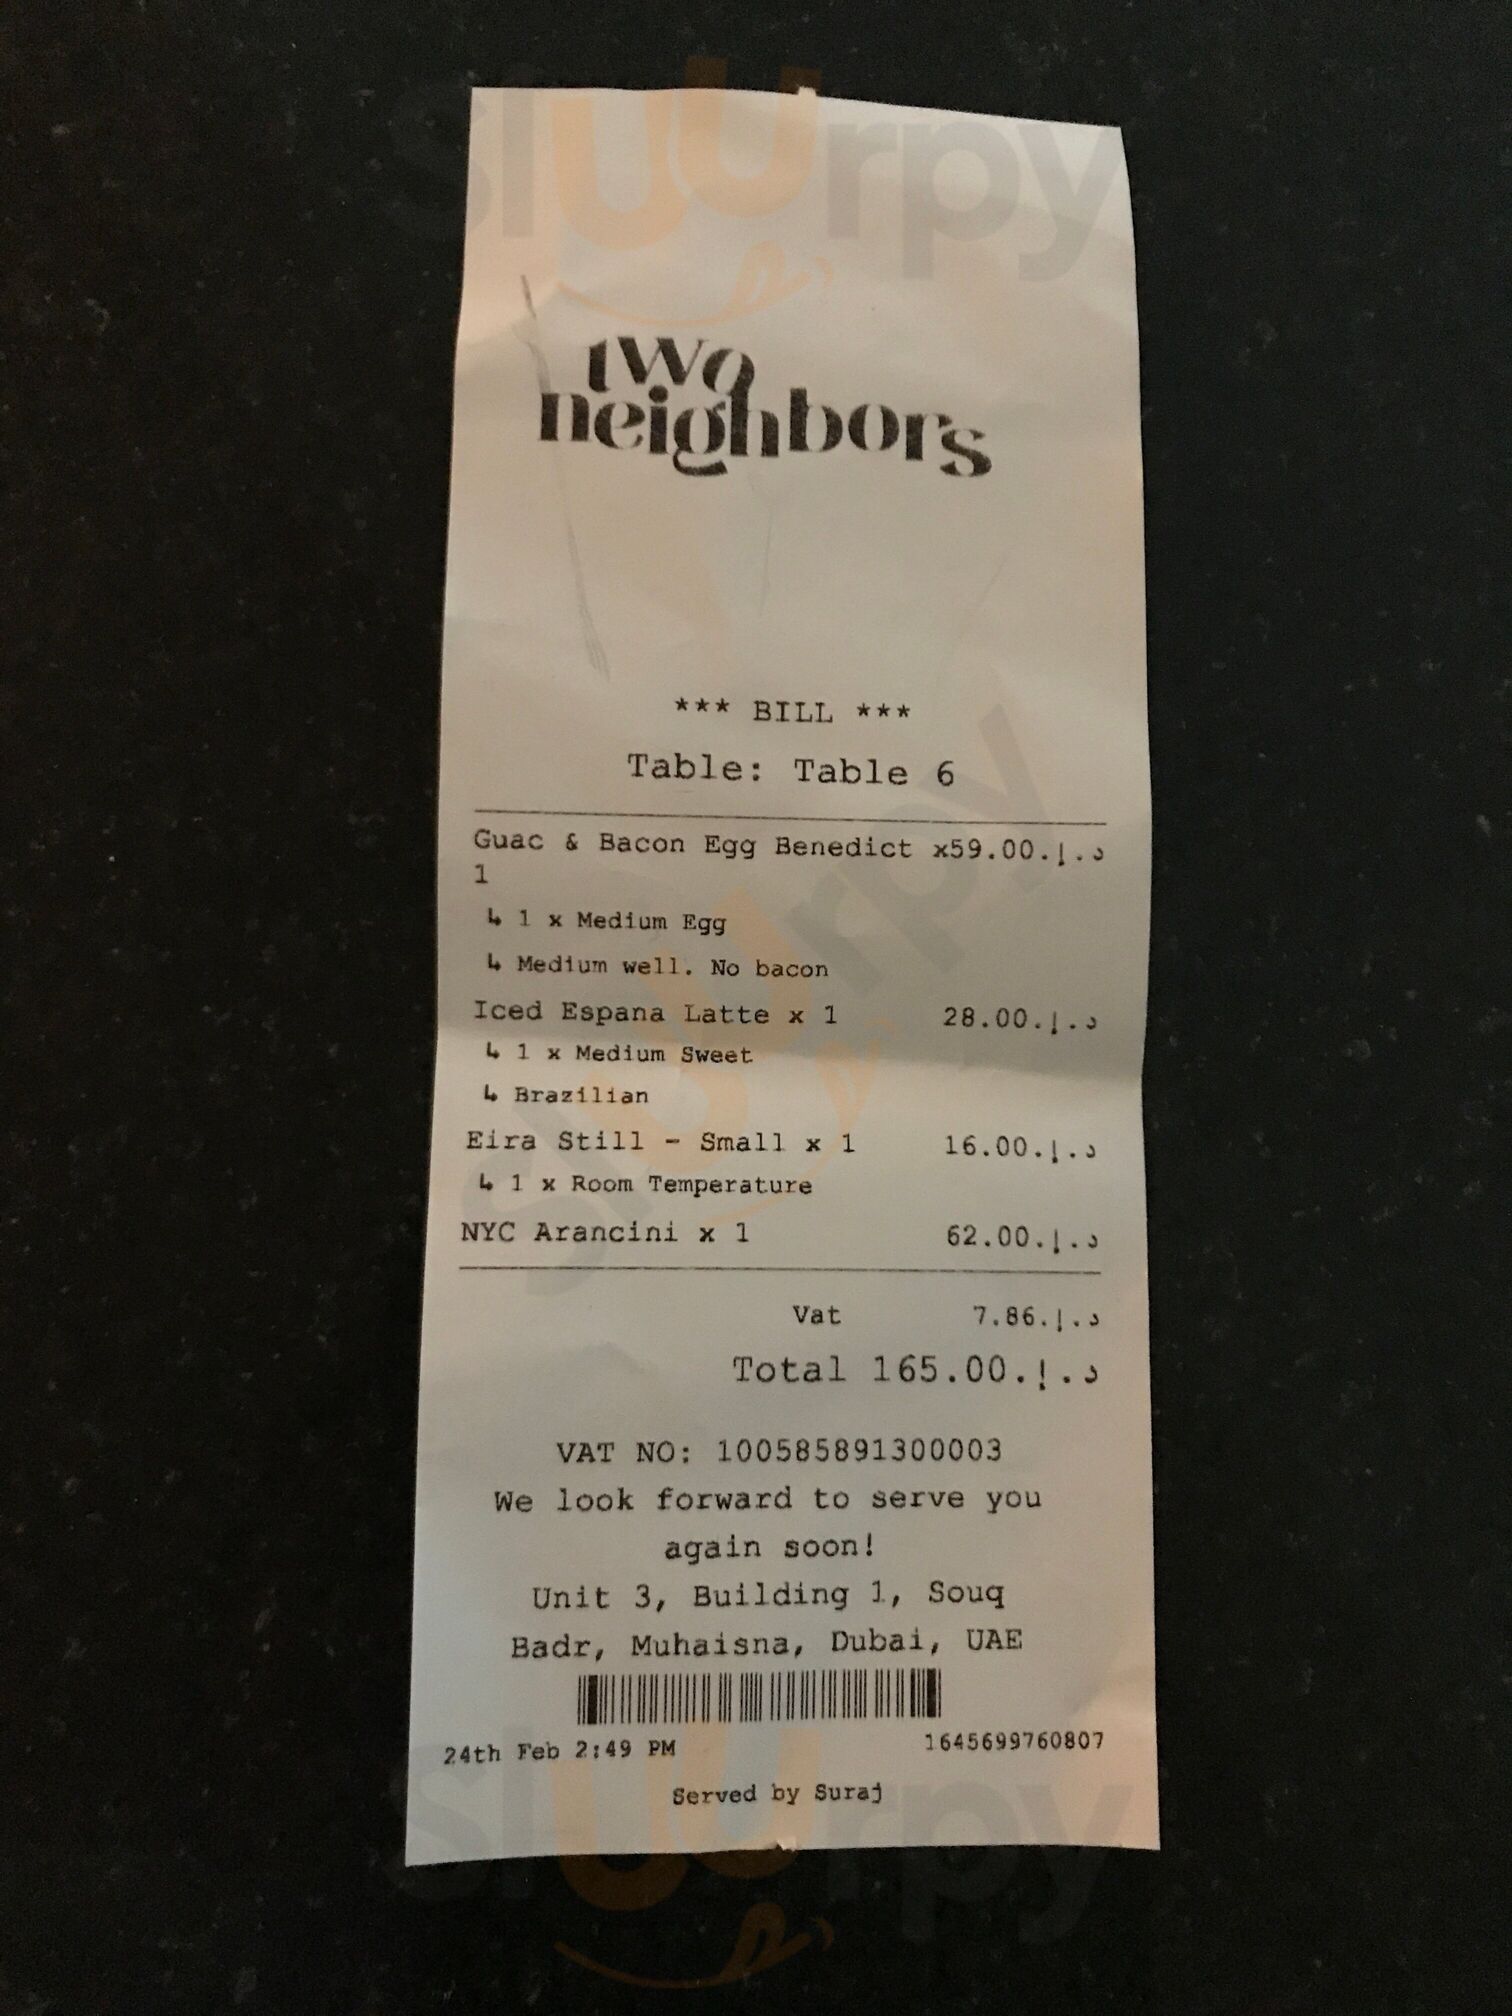 sluurpy
two
neighbors
*** BILL ***
Table: Table 6
Guac & Bacon Egg Benedict x59.00.إ.د
1
↳ 1 x Medium Egg
↳ Medium well. No bacon
Iced Espana Latte x 1 28.00.إ.د
↳ 1 x Medium Sweet
↳ Brazilian
Eira Still - Small x 1 16.00.إ.د
↳ 1 x Room Temperature
NYC Arancini x 1 62.00.إ.د
Vat 7.86.إ.د
Total 165.00.إ.د
VAT NO: 100585891300003
We look forward to serve you
again soon!
Unit 3, Building 1, Souq
Badr, Muhaisna, Dubai, UAE
24th Feb 2:49 PM 1645699760807
Served by Suraj
sluurpy
sluurpy